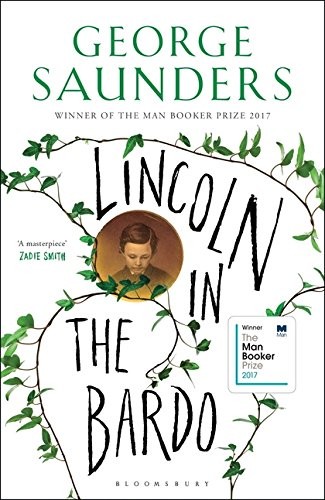 GEORGE
SAUNDERS
WINNER OF THE MAN BOOKER PRIZE 2017
LINCOLN
IN
THE
BARDO
'A masterpiece'
ZADIE SMITH
Winner
The
Man
Booker
Prize
2017
M
Man
BLOOMSBURY